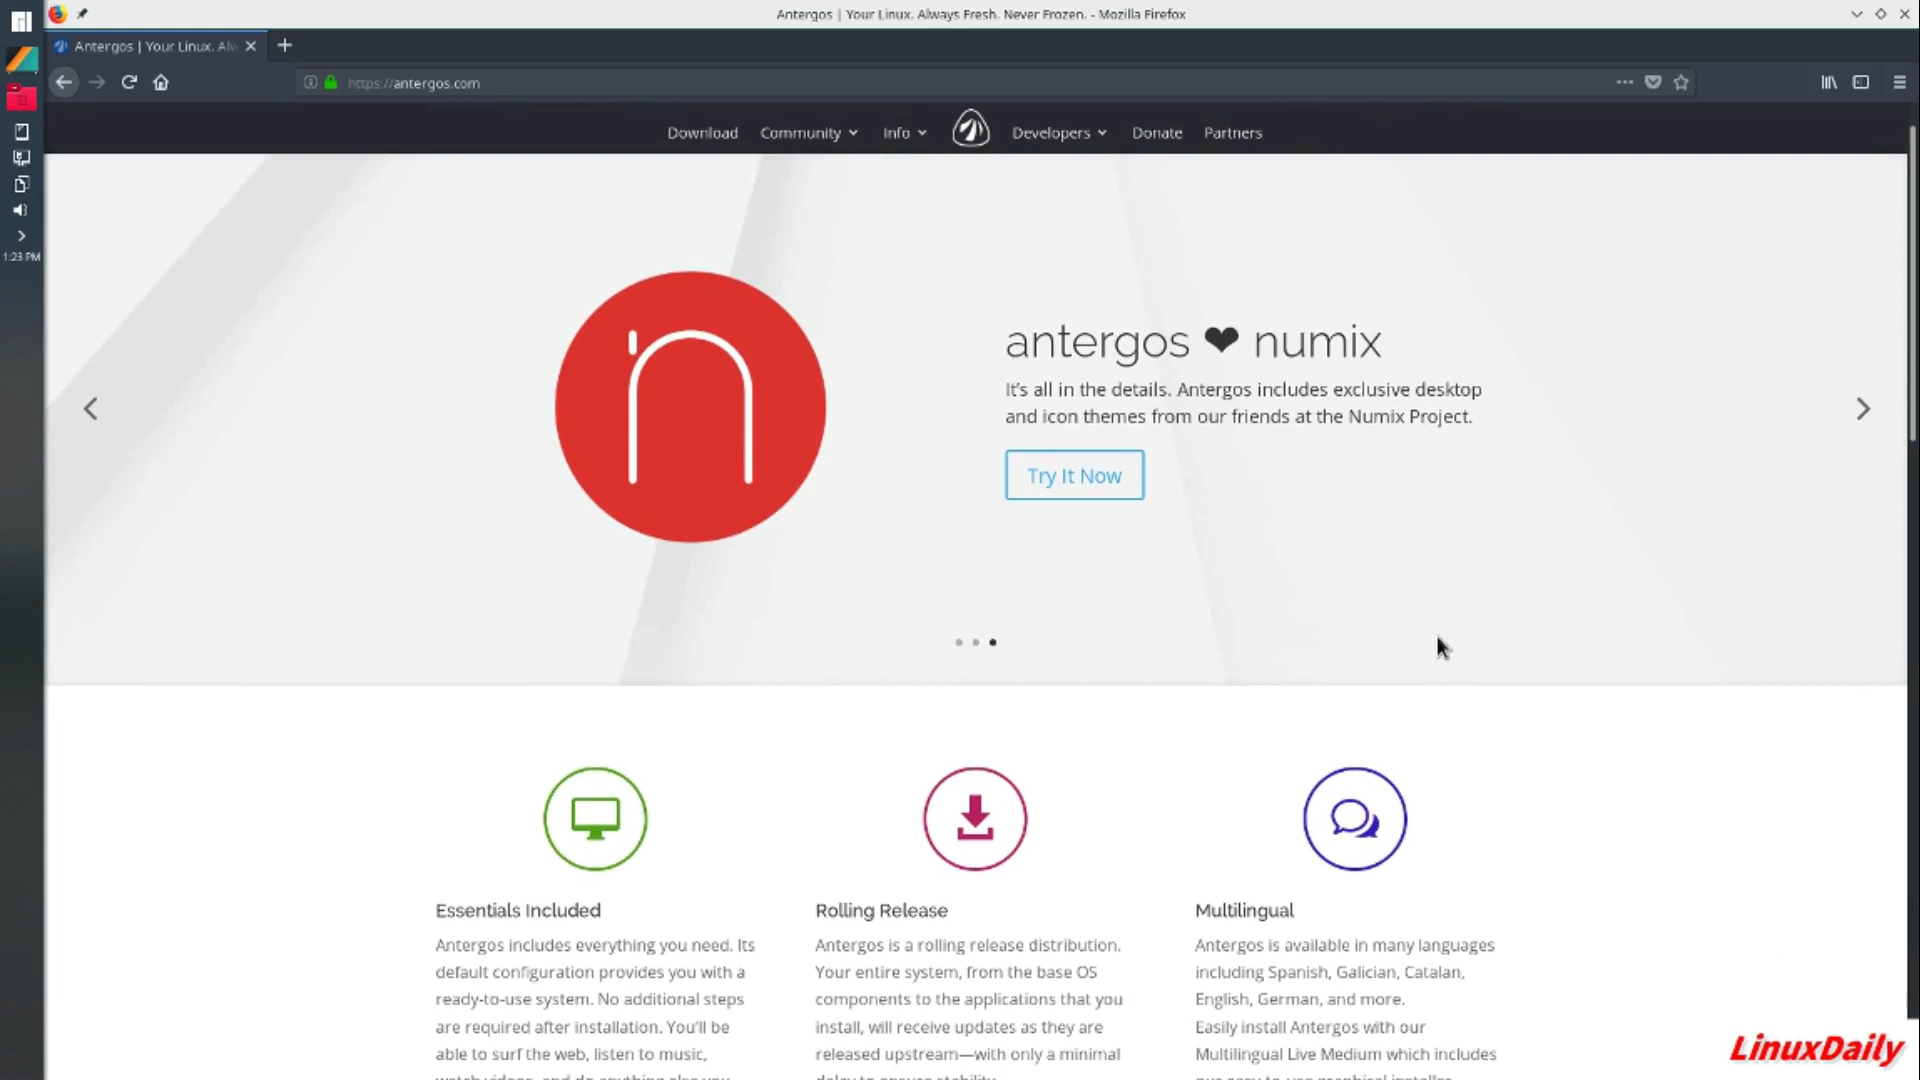 Antergos | Your Linux. Always Fresh. Never Frozen. - Mozilla Firefox
Antergos | Your Linux. Alw
https://antergos.com
Download Community Info Developers Donate Partners
1:23 PM
antergos ❤ numix
It's all in the details. Antergos includes exclusive desktop
and icon themes from our friends at the Numix Project.
Try It Now
Essentials Included
Antergos includes everything you need. Its
default configuration provides you with a
ready-to-use system. No additional steps
are required after installation. You'll be
able to surf the web, listen to music,
Rolling Release
Antergos is a rolling release distribution.
Your entire system, from the base OS
components to the applications that you
install, will receive updates as they are
released upstream—with only a minimal
Multilingual
Antergos is available in many languages
including Spanish, Galician, Catalan,
English, German, and more.
Easily install Antergos with our
Multilingual Live Medium which includes
LinuxDaily